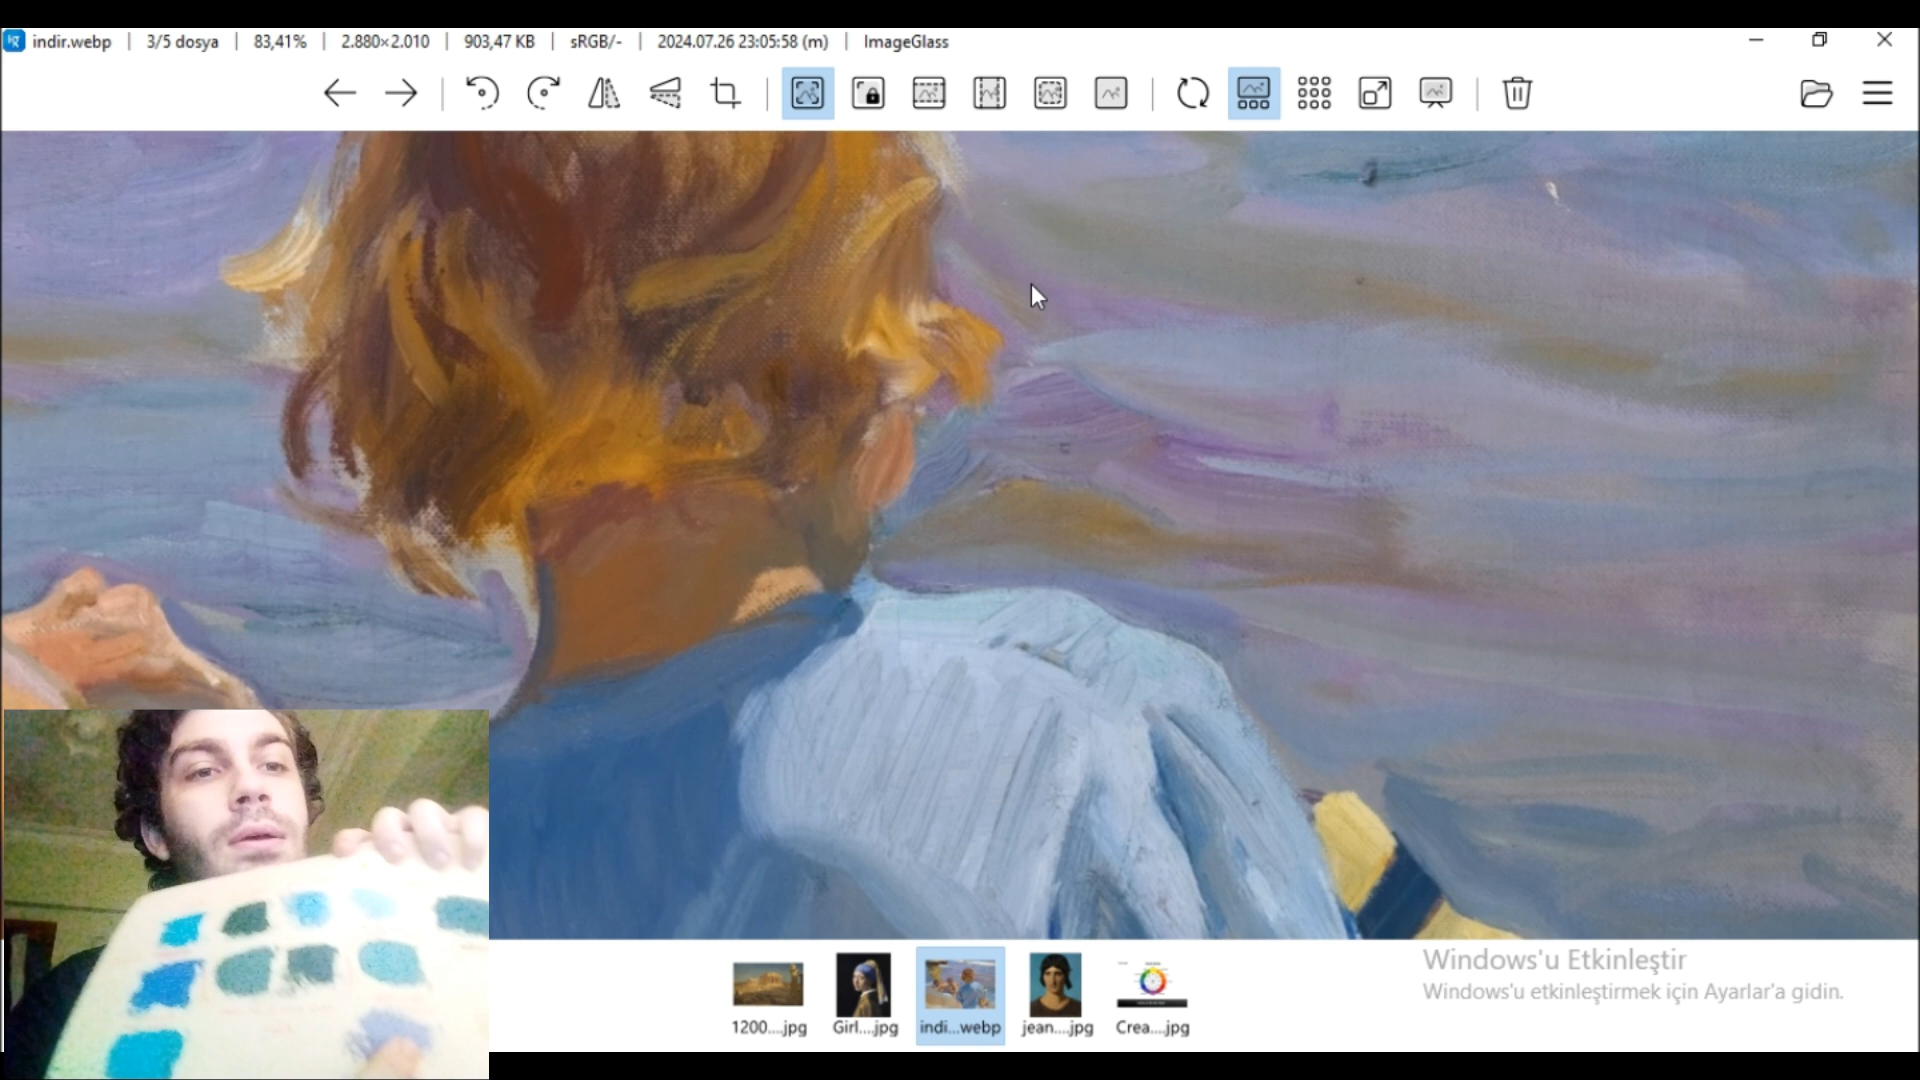 indir.webp | 3/5 dosya | 83,41% | 2.880×2.010 | 903,47 KB | sRGB/- | 2024.07.26 23:05:58 (m) | ImageGlass
1200....jpg Girl....jpg indi...webp jean....jpg Crea....jpg
Windows'u Etkinleştir
Windows'u etkinleştirmek için Ayarlar'a gidin.